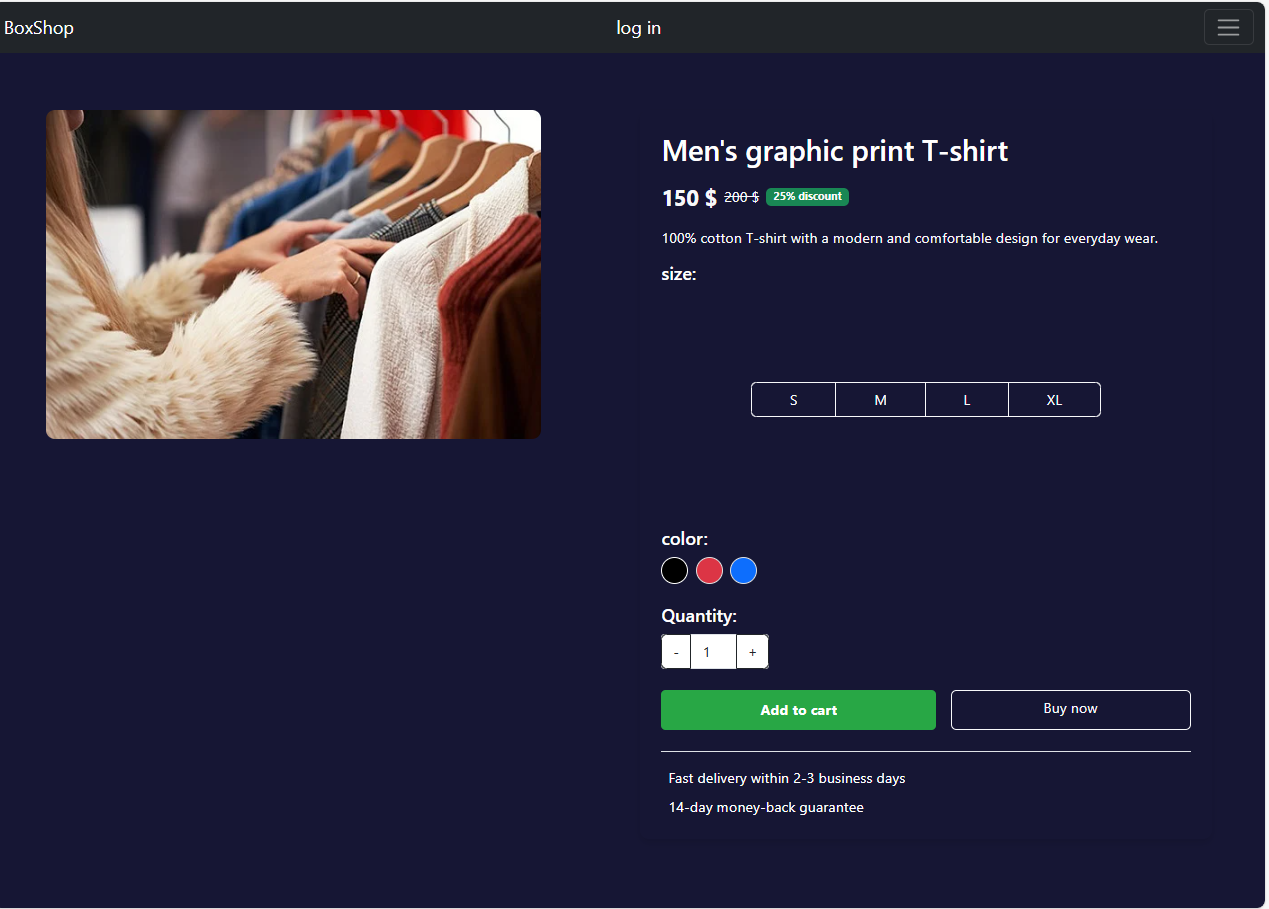 BoxShop
log in
Men's graphic print T-shirt
150 $ 200 $ 25% discount
100% cotton T-shirt with a modern and comfortable design for everyday wear.
size:
S M L XL
color:
Quantity:
- 1 +
Add to cart
Buy now
Fast delivery within 2-3 business days
14-day money-back guarantee